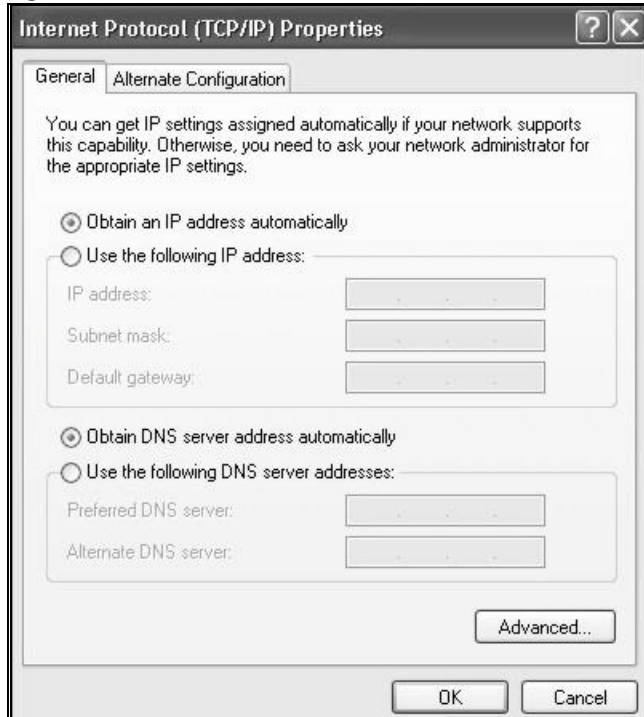 Internet Protocol (TCP/IP) Properties
General
Alternate Configuration
You can get IP settings assigned automatically if your network supports
this capability. Otherwise, you need to ask your network administrator for
the appropriate IP settings.
Obtain an IP address automatically
Use the following IP address:
IP address:
Subnet mask:
Default gateway:
Obtain DNS server address automatically
Use the following DNS server addresses:
Preferred DNS server:
Alternate DNS server:
Advanced...
OK
Cancel